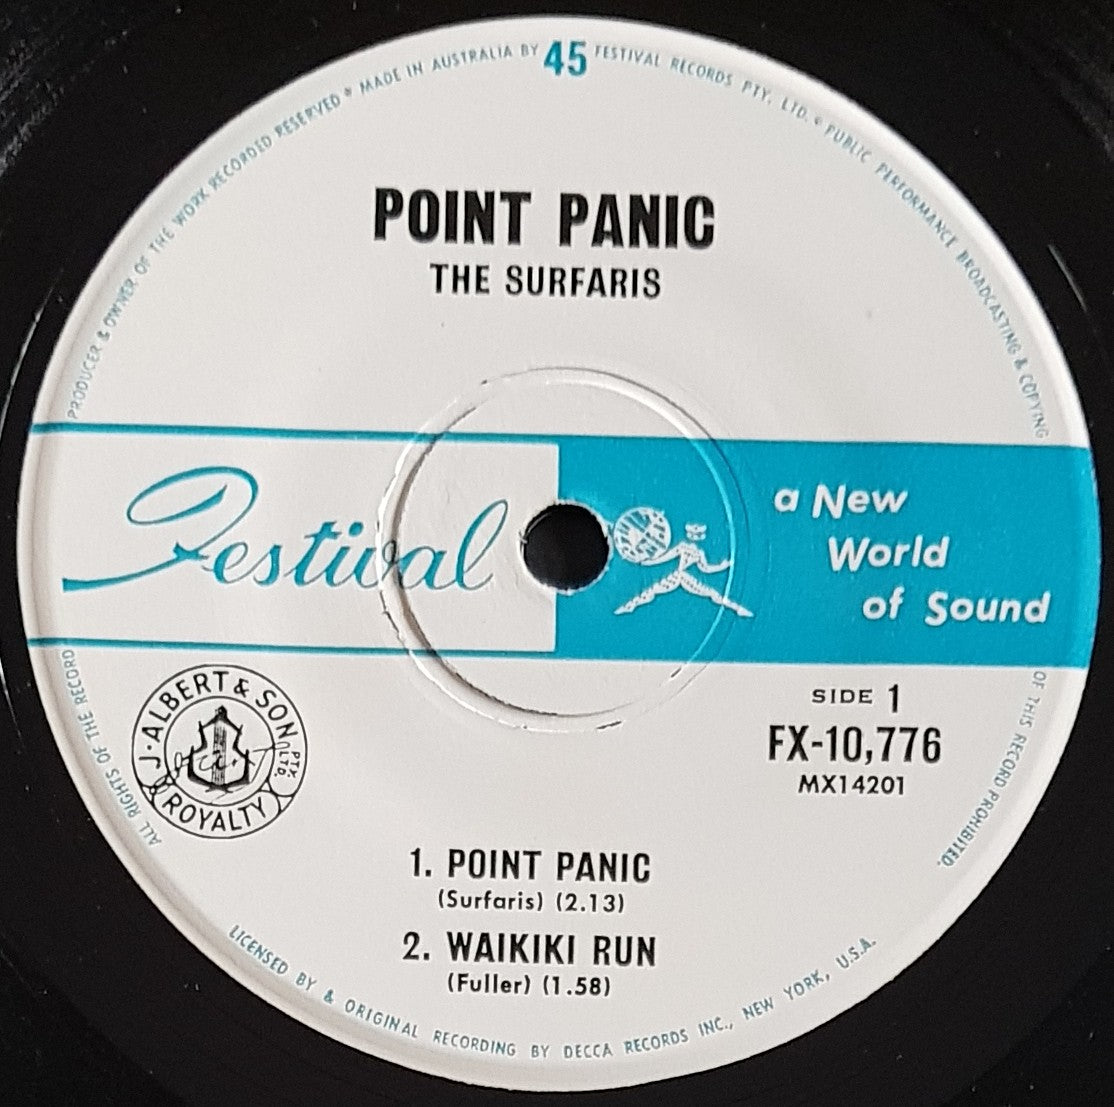 45
PRODUCER & OWNER OF THE WORK RECORDED RESERVED * MADE IN AUSTRALIA BY FESTIVAL RECORDS PTY. LTD. * PUBLIC PERFORMANCE BROADCASTING & COPYING
POINT PANIC
THE SURFARIS
Festival
a New
World
of Sound
ALL RIGHTS OF THE RECORD
OF THIS RECORD PROHIBITED.
J. ALBERT & SON PTY. LTD.
ROYALTY
SIDE 1
FX-10,776
MX14201
1. POINT PANIC
(Surfaris) (2.13)
2. WAIKIKI RUN
(Fuller) (1.58)
LICENSED BY & ORIGINAL RECORDING BY DECCA RECORDS INC., NEW YORK, U.S.A.